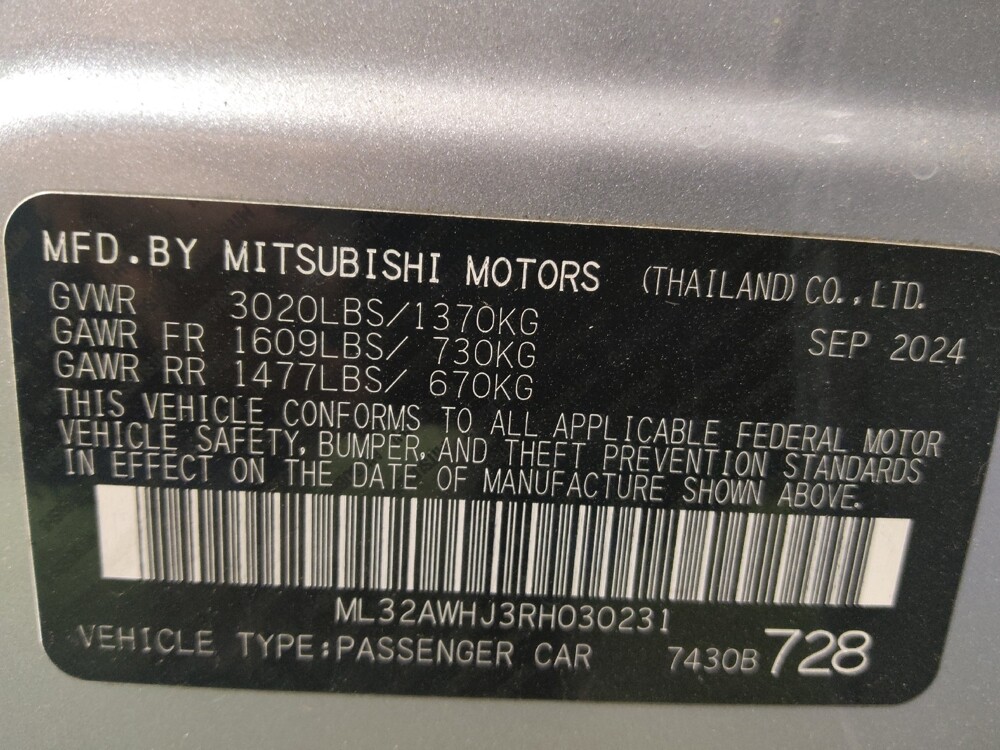 MFD.BY MITSUBISHI MOTORS (THAILAND) CO.,LTD.
GVWR 3020LBS/1370KG SEP 2024
GAWR FR 1609LBS/ 730KG
GAWR RR 1477LBS/ 670KG
THIS VEHICLE CONFORMS TO ALL APPLICABLE FEDERAL MOTOR
VEHICLE SAFETY, BUMPER, AND THEFT PREVENTION STANDARDS
IN EFFECT ON THE DATE OF MANUFACTURE SHOWN ABOVE.
ML32AWHJ3RH030231
VEHICLE TYPE:PASSENGER CAR 7430B 728